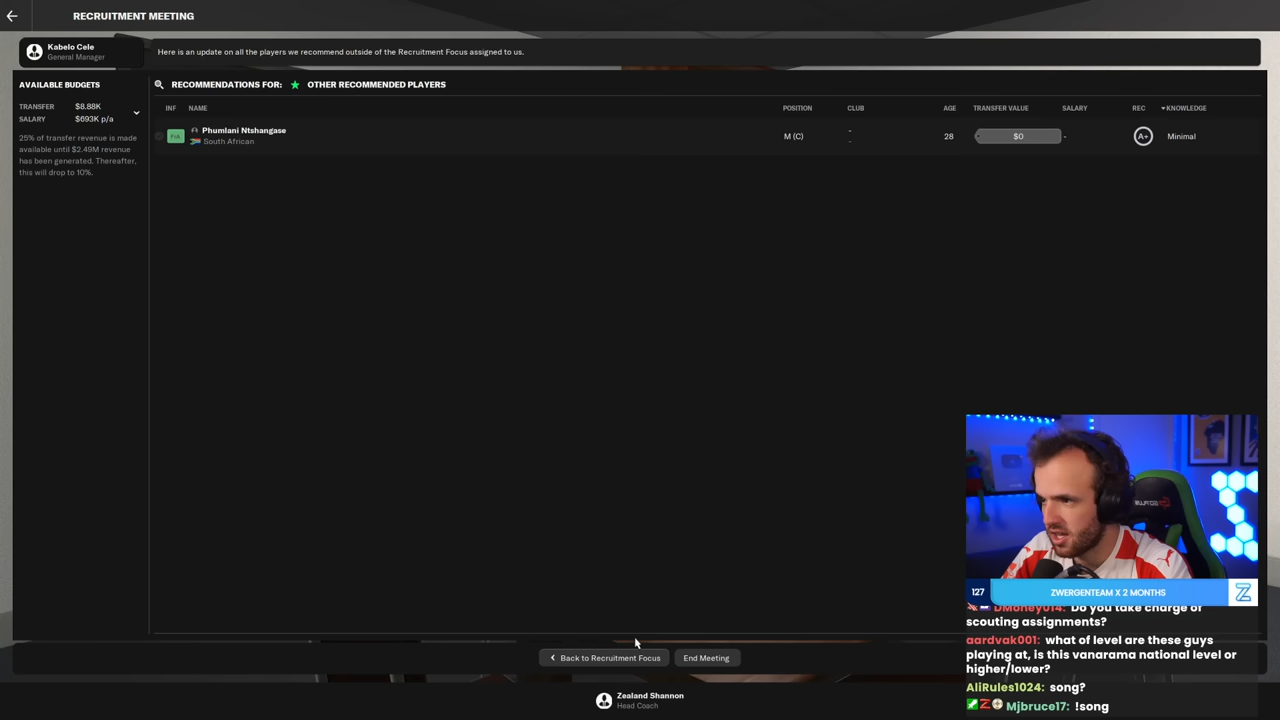 RECRUITMENT MEETING
Kabelo Cele
General Manager
Here is an update on all the players we recommend outside of the Recruitment Focus assigned to us.
AVAILABLE BUDGETS
TRANSFER $8.88K
SALARY $693K p/a
25% of transfer revenue is made
available until $2.49M revenue
has been generated. Thereafter,
this will drop to 10%.
RECOMMENDATIONS FOR: OTHER RECOMMENDED PLAYERS
INF NAME POSITION CLUB AGE TRANSFER VALUE SALARY REC KNOWLEDGE
Phumlani Ntshangase
South African
M (C) - 28 $0 - A+ Minimal
-
127 ZWERGENTEAM X 2 MONTHS Z
DMoney014: Do you take charge of
scouting assignments?
aardvak001: what of level are these guys
playing at, is this vanarama national level or
higher/lower?
AliRules1024: song?
Mjbruce17: !song
Back to Recruitment Focus
End Meeting
Zealand Shannon
Head Coach